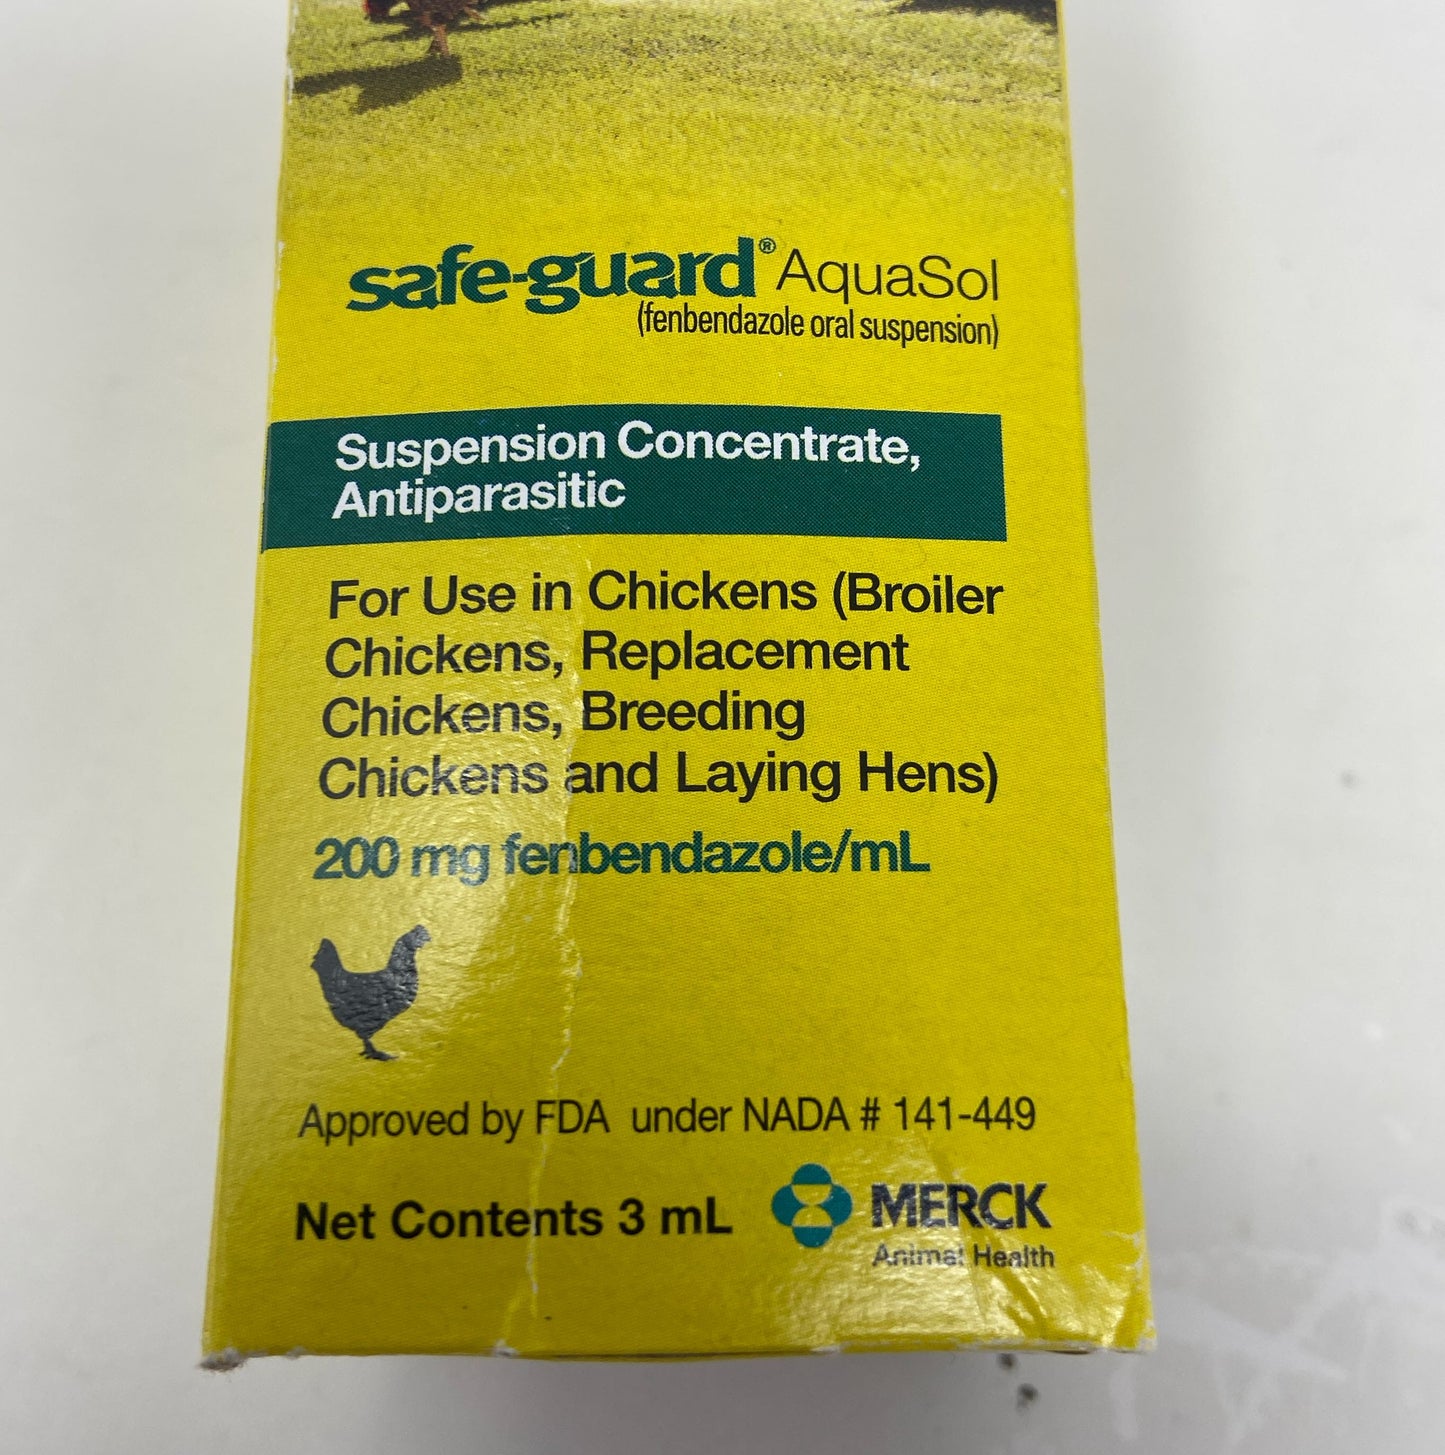 safe-guard® AquaSol
(fenbendazole oral suspension)
Suspension Concentrate,
Antiparasitic
For Use in Chickens (Broiler
Chickens, Replacement
Chickens, Breeding
Chickens and Laying Hens)
200 mg fenbendazole/mL
Approved by FDA under NADA # 141-449
Net Contents 3 mL
MERCK
Animal Health